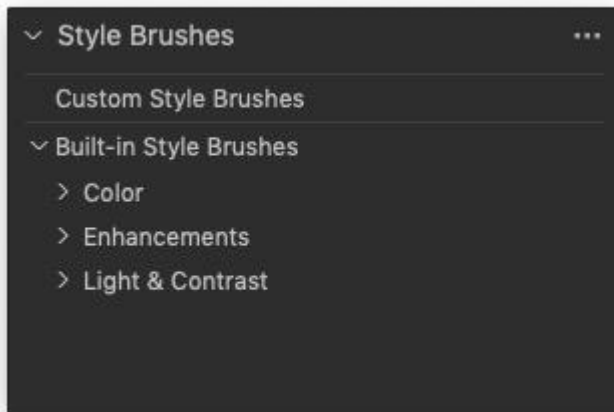 Style Brushes
Custom Style Brushes
Built-in Style Brushes
Color
Enhancements
Light & Contrast